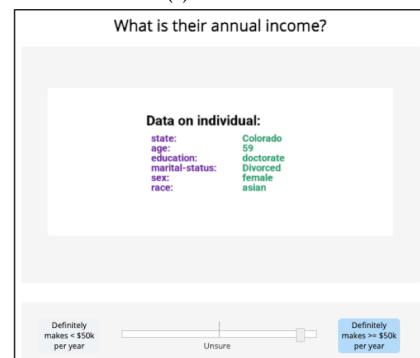 What is their annual income?
Data on individual:
state: Colorado
age: 59
education: doctorate
marital-status: Divorced
sex: female
race: asian
Definitely makes < $50k per year
Unsure
Definitely makes >= $50k per year